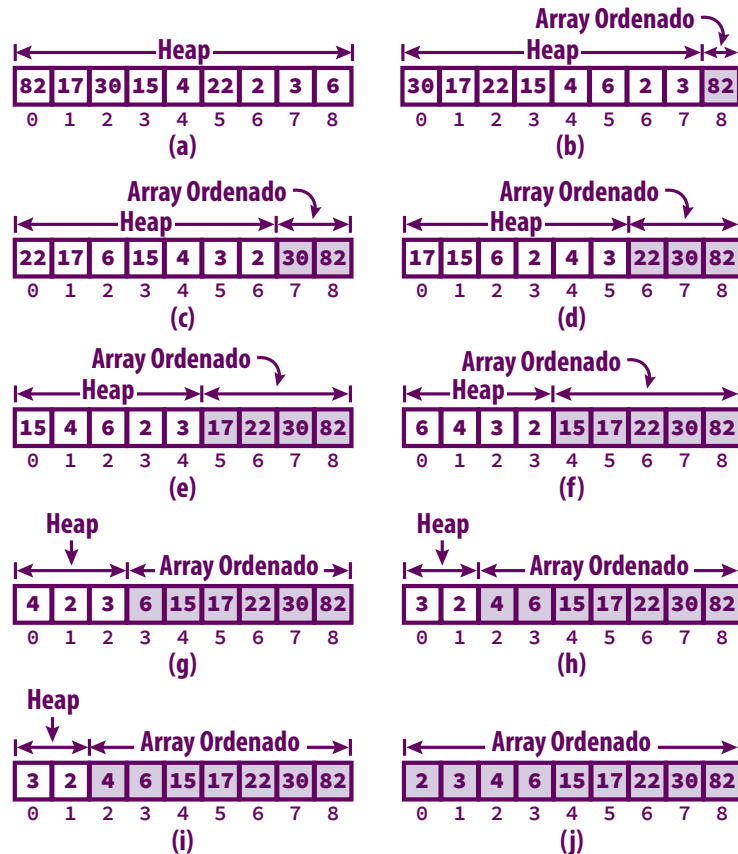 Heap
82 17 30 15 4 22 2 3 6
0 1 2 3 4 5 6 7 8
(a)
Array Ordenado
Heap
30 17 22 15 4 6 2 3 82
0 1 2 3 4 5 6 7 8
(b)
Array Ordenado
Heap
22 17 6 15 4 3 2 30 82
0 1 2 3 4 5 6 7 8
(c)
Array Ordenado
Heap
17 15 6 2 4 3 22 30 82
0 1 2 3 4 5 6 7 8
(d)
Array Ordenado
Heap
15 4 6 2 3 17 22 30 82
0 1 2 3 4 5 6 7 8
(e)
Array Ordenado
Heap
6 4 3 2 15 17 22 30 82
0 1 2 3 4 5 6 7 8
(f)
Heap
Array Ordenado
4 2 3 6 15 17 22 30 82
0 1 2 3 4 5 6 7 8
(g)
Heap
Array Ordenado
3 2 4 6 15 17 22 30 82
0 1 2 3 4 5 6 7 8
(h)
Heap
Array Ordenado
3 2 4 6 15 17 22 30 82
0 1 2 3 4 5 6 7 8
(i)
Array Ordenado
2 3 4 6 15 17 22 30 82
0 1 2 3 4 5 6 7 8
(j)